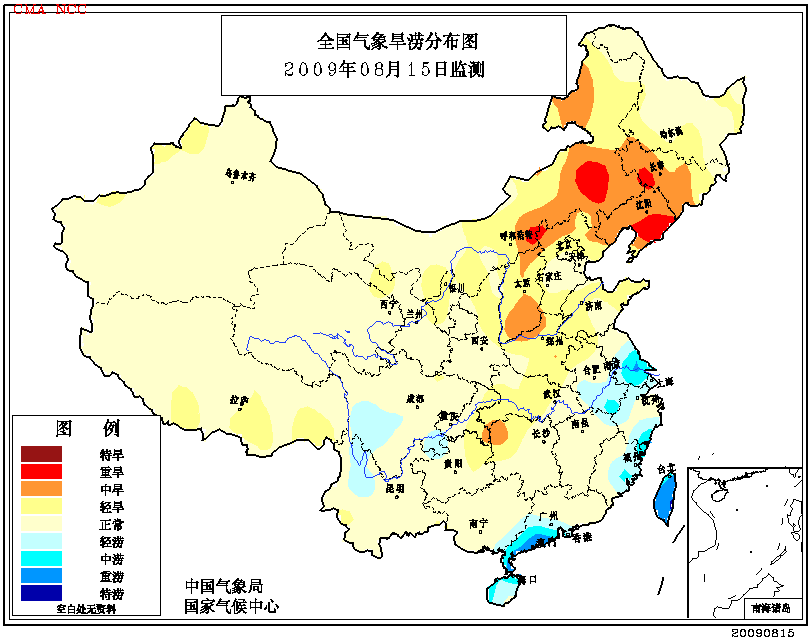 CMA NCC
全国气象旱涝分布图
2009年08月15日监测
哈尔滨
长春
乌鲁木齐
沈阳
呼和浩特
北京
天津
石家庄
太原
银川
济南
西宁
兰州
郑州
西安
合肥
南京
上海
杭州
拉萨
成都
武汉
重庆
南昌
长沙
贵阳
福州
台北
昆明
广州
南宁
澳门
香港
海口
图 例
特旱
重旱
中旱
轻旱
正常
轻涝
中涝
重涝
特涝
空白处无资料
中国气象局
国家气候中心
南海诸岛
20090815